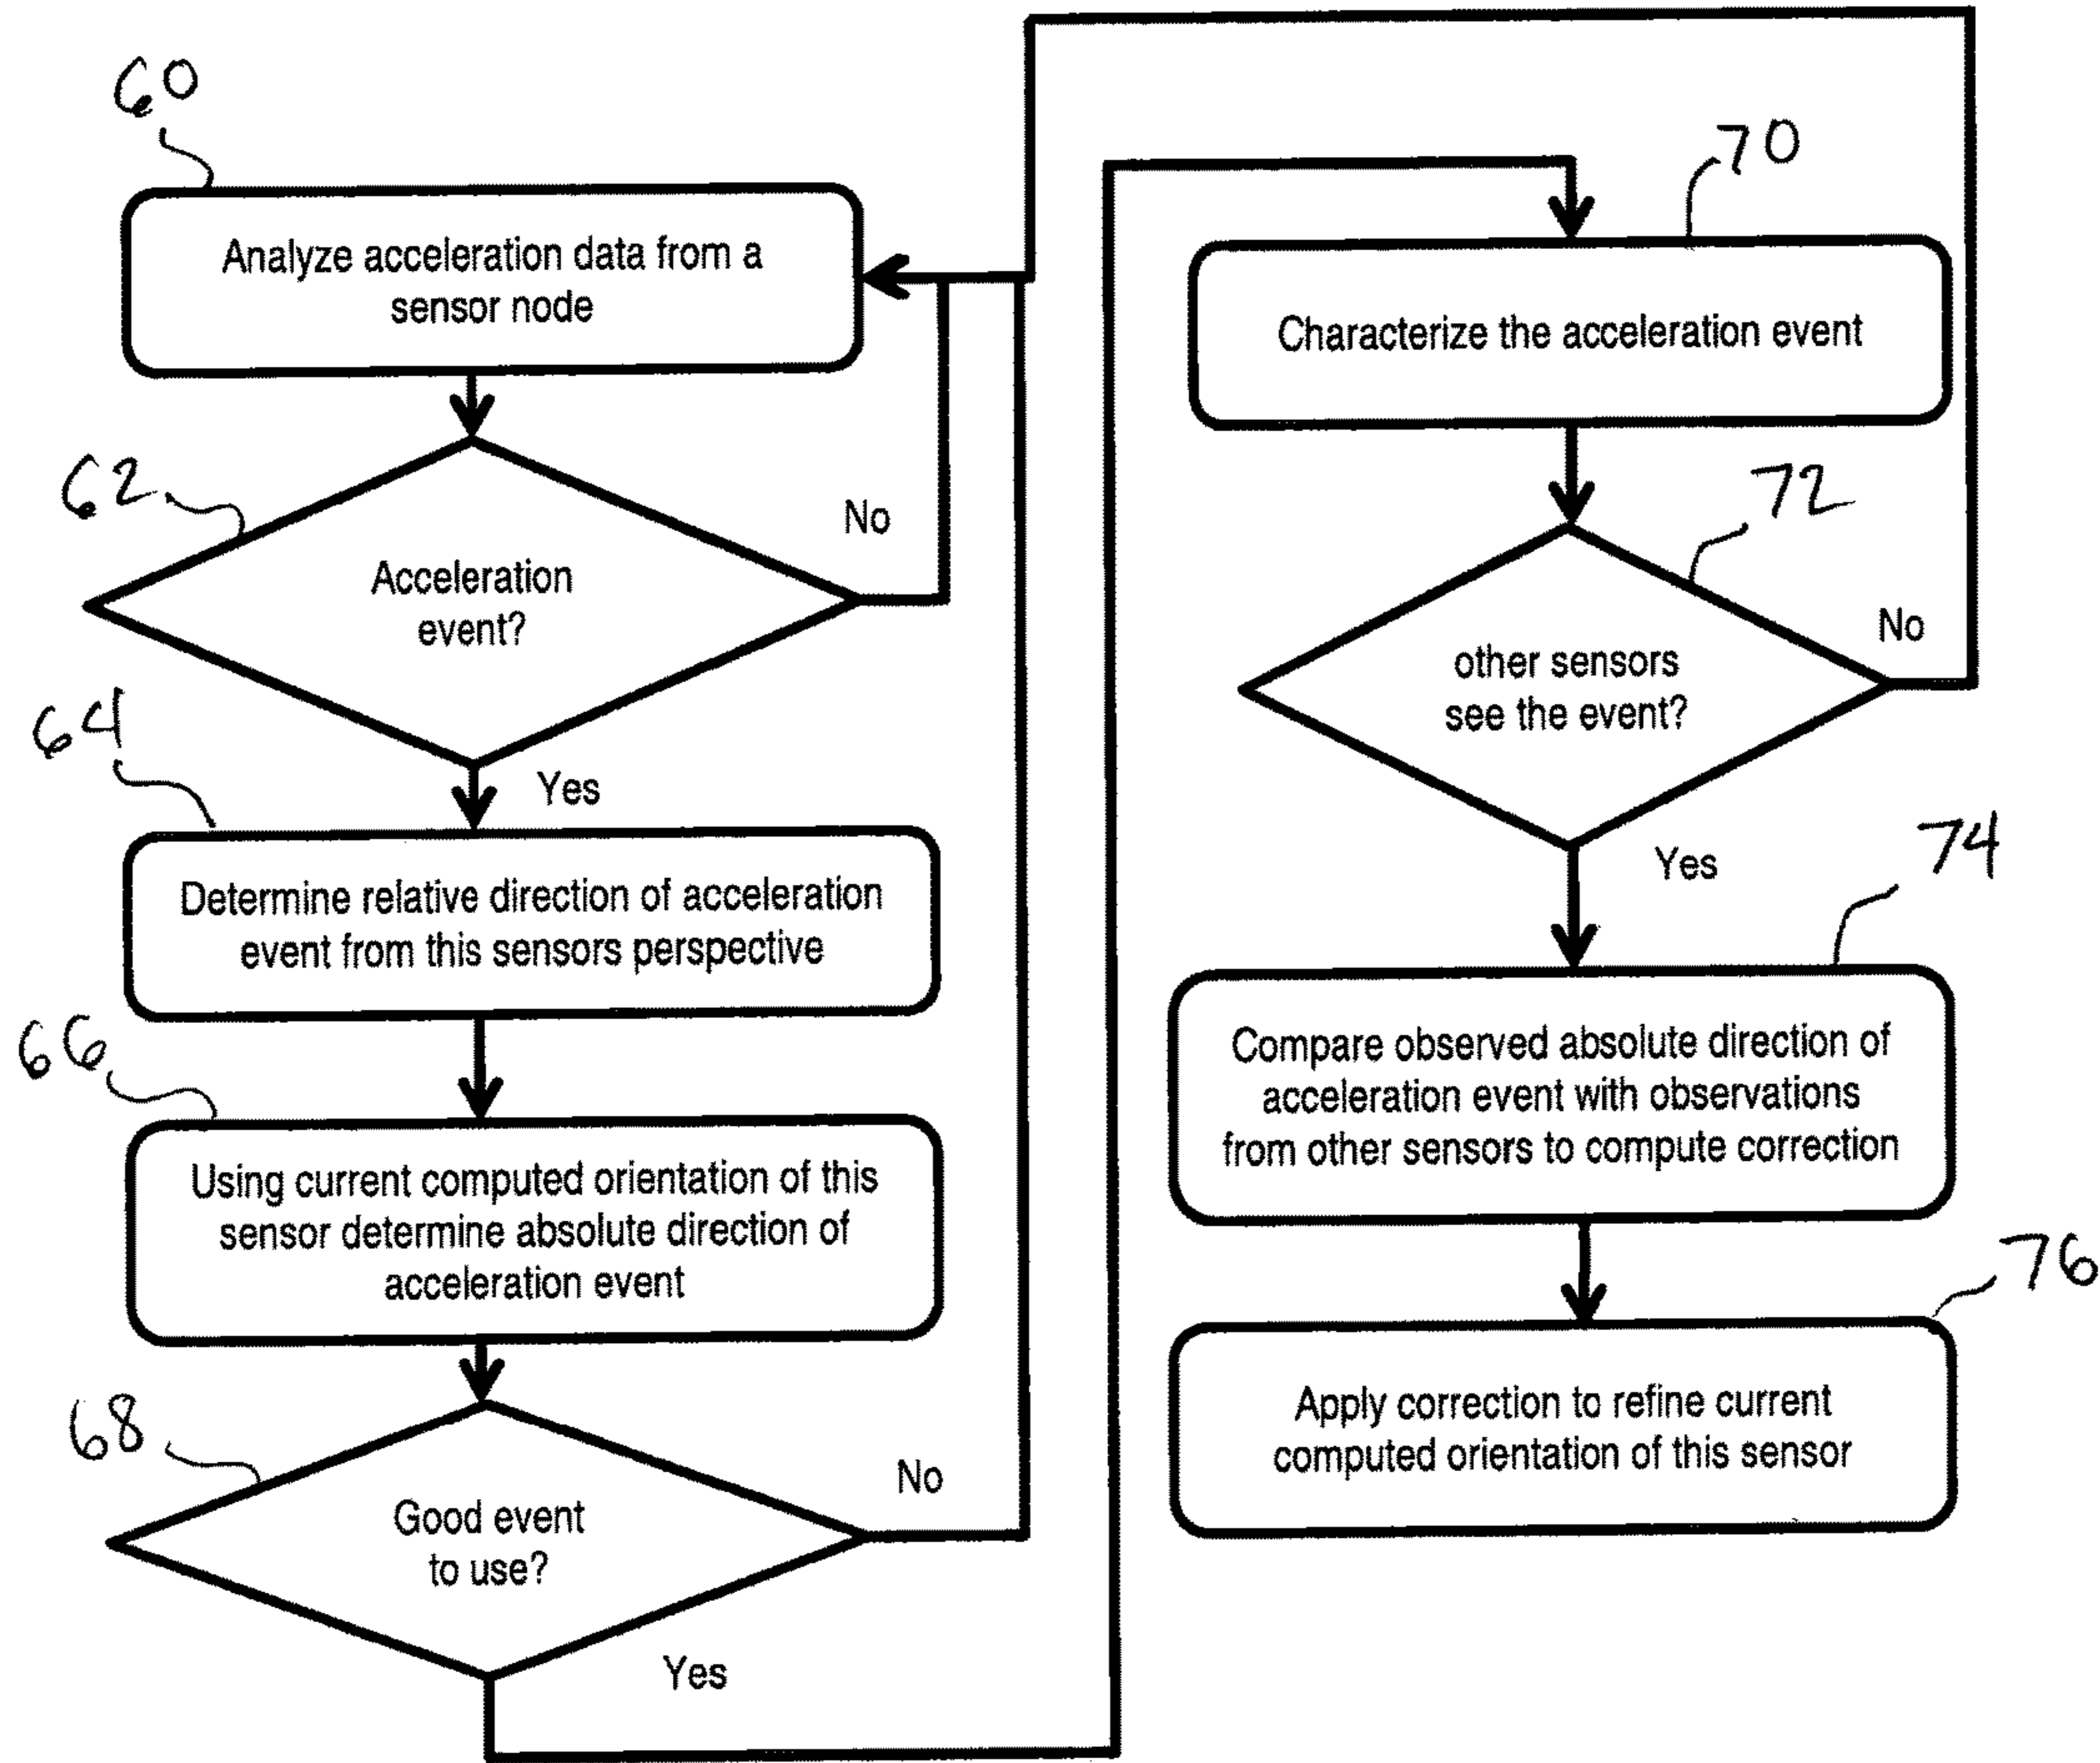 60
Analyze acceleration data from a
sensor node
62
Acceleration
event?
No
Yes
64
Determine relative direction of acceleration
event from this sensors perspective
66
Using current computed orientation of this
sensor determine absolute direction of
acceleration event
68
Good event
to use?
No
Yes
70
Characterize the acceleration event
72
other sensors
see the event?
No
Yes
74
Compare observed absolute direction of
acceleration event with observations
from other sensors to compute correction
76
Apply correction to refine current
computed orientation of this sensor